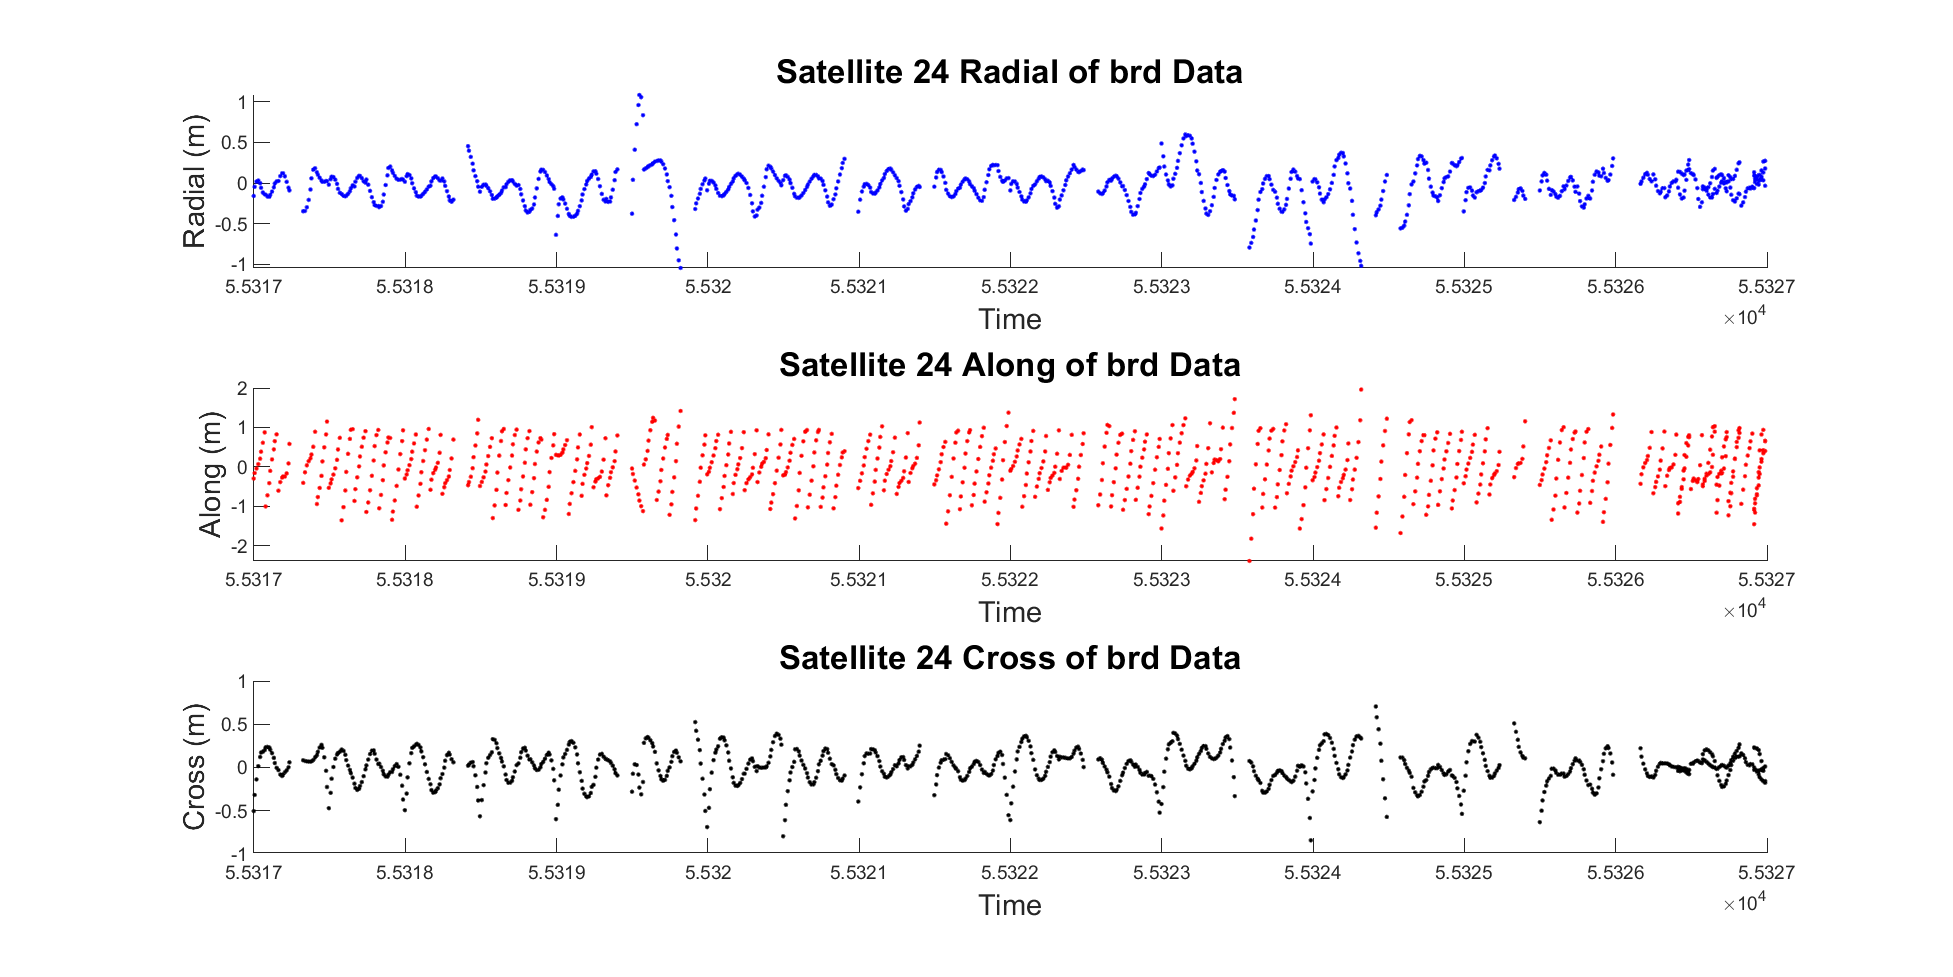 Satellite 24 Radial of brd Data
Radial (m)
1
0.5
0
-0.5
-1
5.5317 5.5318 5.5319 5.532 5.5321 5.5322 5.5323 5.5324 5.5325 5.5326 5.5327
Time
×10^4
Satellite 24 Along of brd Data
Along (m)
2
1
0
-1
-2
5.5317 5.5318 5.5319 5.532 5.5321 5.5322 5.5323 5.5324 5.5325 5.5326 5.5327
Time
×10^4
Satellite 24 Cross of brd Data
Cross (m)
1
0.5
0
-0.5
-1
5.5317 5.5318 5.5319 5.532 5.5321 5.5322 5.5323 5.5324 5.5325 5.5326 5.5327
Time
×10^4